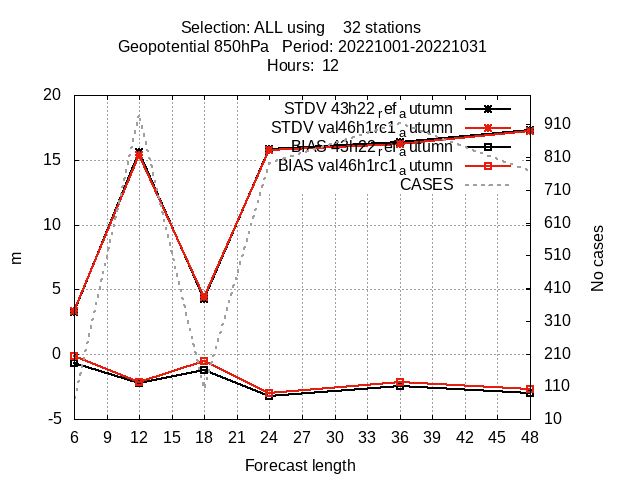 Selection: ALL using    32 stations
Geopotential 850hPa   Period: 20221001-20221031
Hours:  12
STDV 43h22_ref_autumn
STDV val46h1rc1_autumn
BIAS 43h22_ref_autumn
BIAS val46h1rc1_autumn
CASES
20
15
10
5
0
-5
m
910
810
710
610
510
410
310
210
110
10
No cases
6 9 12 15 18 21 24 27 30 33 36 39 42 45 48
Forecast length